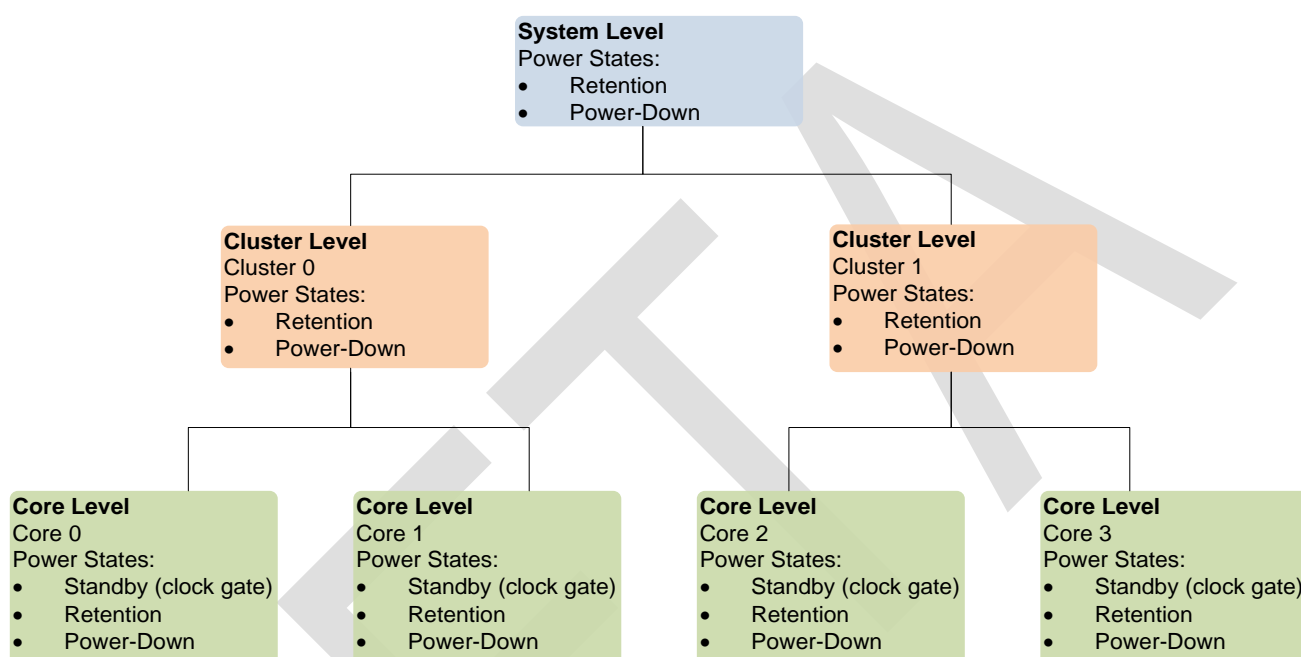 System Level
Power States:
• Retention
• Power-Down
Cluster Level
Cluster 0
Power States:
• Retention
• Power-Down
Cluster Level
Cluster 1
Power States:
• Retention
• Power-Down
Core Level
Core 0
Power States:
• Standby (clock gate)
• Retention
• Power-Down
Core Level
Core 1
Power States:
• Standby (clock gate)
• Retention
• Power-Down
Core Level
Core 2
Power States:
• Standby (clock gate)
• Retention
• Power-Down
Core Level
Core 3
Power States:
• Standby (clock gate)
• Retention
• Power-Down